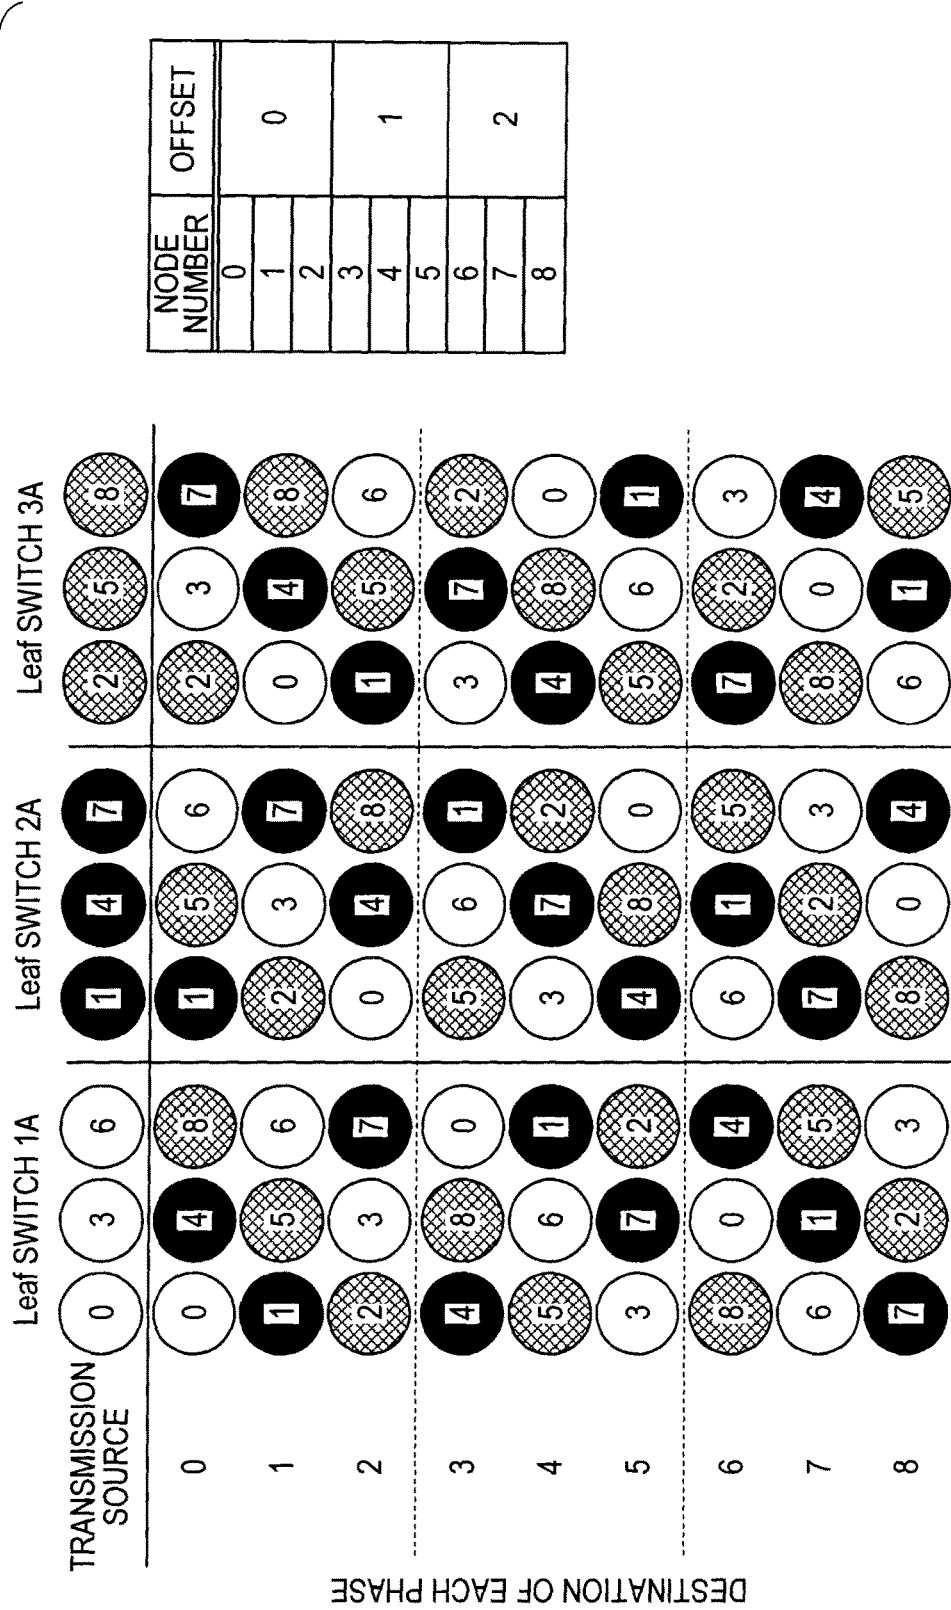 Leaf SWITCH 1A Leaf SWITCH 2A Leaf SWITCH 3A
TRANSMISSION SOURCE 0 3 6 1 4 7 2 5 8
DESTINATION OF EACH PHASE
0 0 4 8 1 5 6 2 3 7
1 1 5 6 2 3 7 0 4 8
2 2 3 7 0 4 8 1 5 6
3 4 8 0 5 6 1 3 7 2
4 5 6 1 3 7 2 4 8 0
5 3 7 2 4 8 0 5 6 1
6 8 0 4 6 1 5 7 2 3
7 6 1 5 7 2 3 8 0 4
8 7 2 3 8 0 4 6 1 5
NODE NUMBER OFFSET
0
1 0
2
3
4 1
5
6
7 2
8